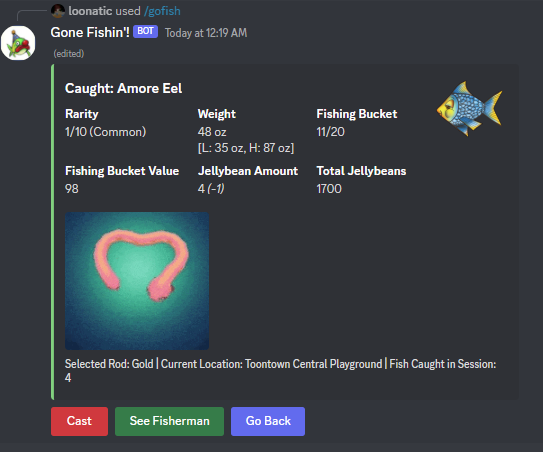 loonatic used /gofish
Gone Fishin'! BOT Today at 12:19 AM
(edited)
Caught: Amore Eel
Rarity Weight Fishing Bucket
1/10 (Common) 48 oz 11/20
[L: 35 oz, H: 87 oz]
Fishing Bucket Value Jellybean Amount Total Jellybeans
98 4 (-1) 1700
Selected Rod: Gold | Current Location: Toontown Central Playground | Fish Caught in Session:
4
Cast See Fisherman Go Back